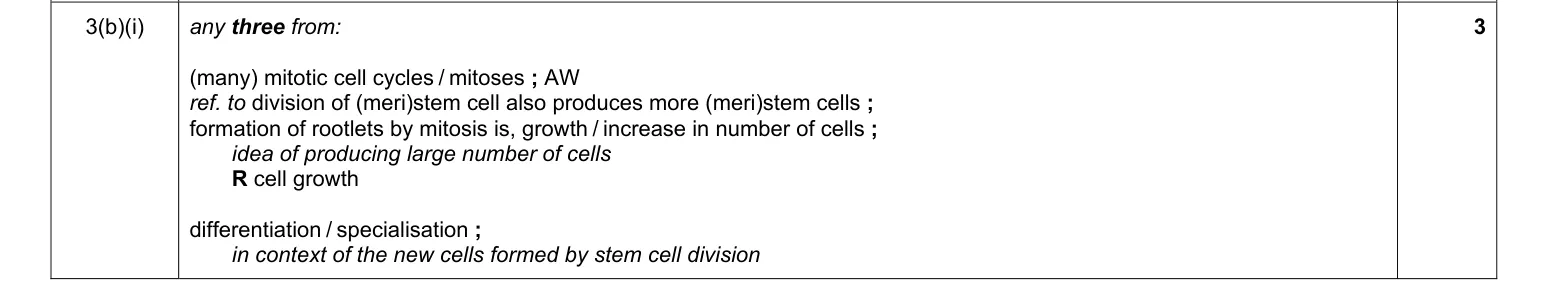 3(b)(i) any three from: 3
(many) mitotic cell cycles / mitoses ; AW
ref. to division of (meri)stem cell also produces more (meri)stem cells ;
formation of rootlets by mitosis is, growth / increase in number of cells ;
idea of producing large number of cells
R cell growth
differentiation / specialisation ;
in context of the new cells formed by stem cell division